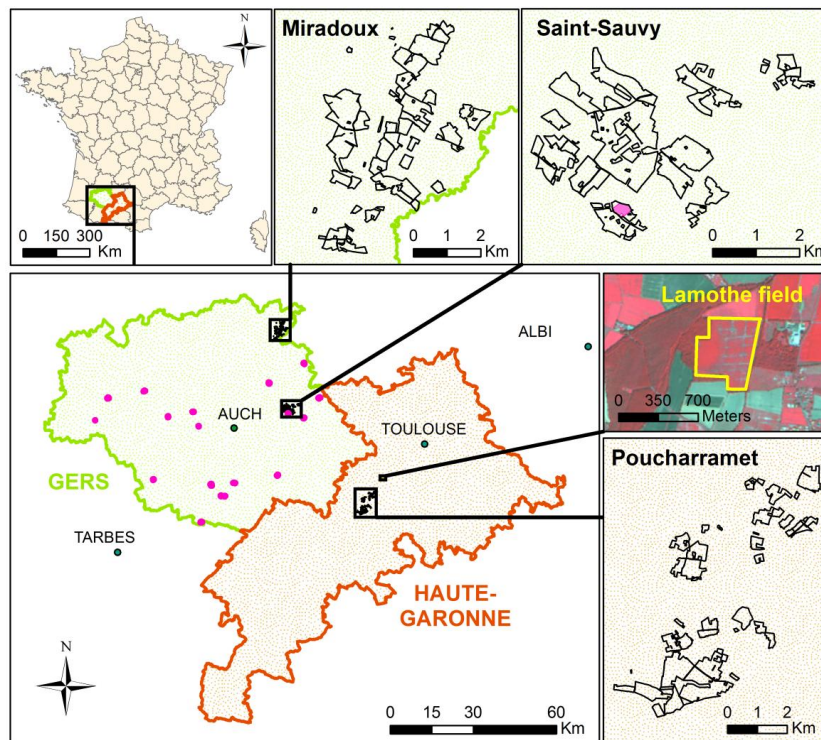 N
0 150 300
Km
Miradoux
0 1 2
Km
Saint-Sauvy
0 1 2
Km
ALBI
AUCH
TOULOUSE
GERS
TARBES
HAUTE-
GARONNE
N
0 15 30 60
Km
Lamothe field
0 350 700
Meters
Poucharramet
0 1 2
Km